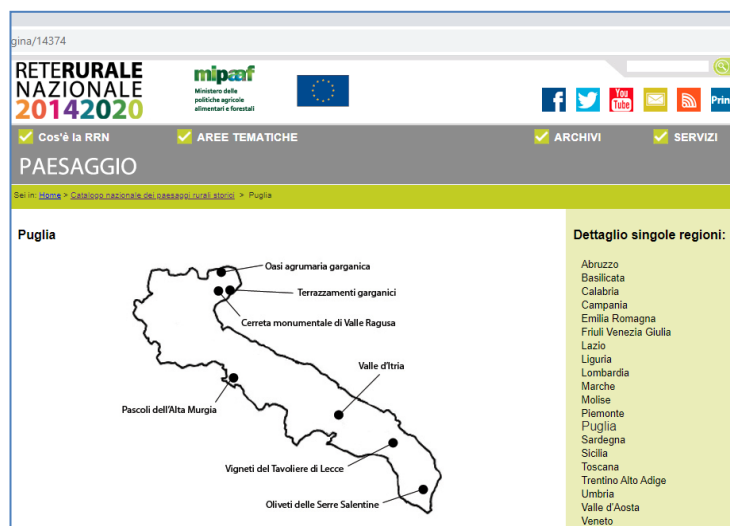 gina/14374
RETERURALE
NAZIONALE
20142020
mipaaf
Ministero delle
politiche agricole
alimentari e forestali
You
Tube
Prin
Cos'è la RRN
AREE TEMATICHE
ARCHIVI
SERVIZI
PAESAGGIO
Sei in: Home > Catalogo nazionale dei paesaggi rurali storici > Puglia
Puglia
Oasi agrumaria garganica
Terrazzamenti garganici
Cerreta monumentale di Valle Ragusa
Valle d'Itria
Pascoli dell'Alta Murgia
Vigneti del Tavoliere di Lecce
Oliveti delle Serre Salentine
Dettaglio singole regioni:
Abruzzo
Basilicata
Calabria
Campania
Emilia Romagna
Friuli Venezia Giulia
Lazio
Liguria
Lombardia
Marche
Molise
Piemonte
Puglia
Sardegna
Sicilia
Toscana
Trentino Alto Adige
Umbria
Valle d'Aosta
Veneto